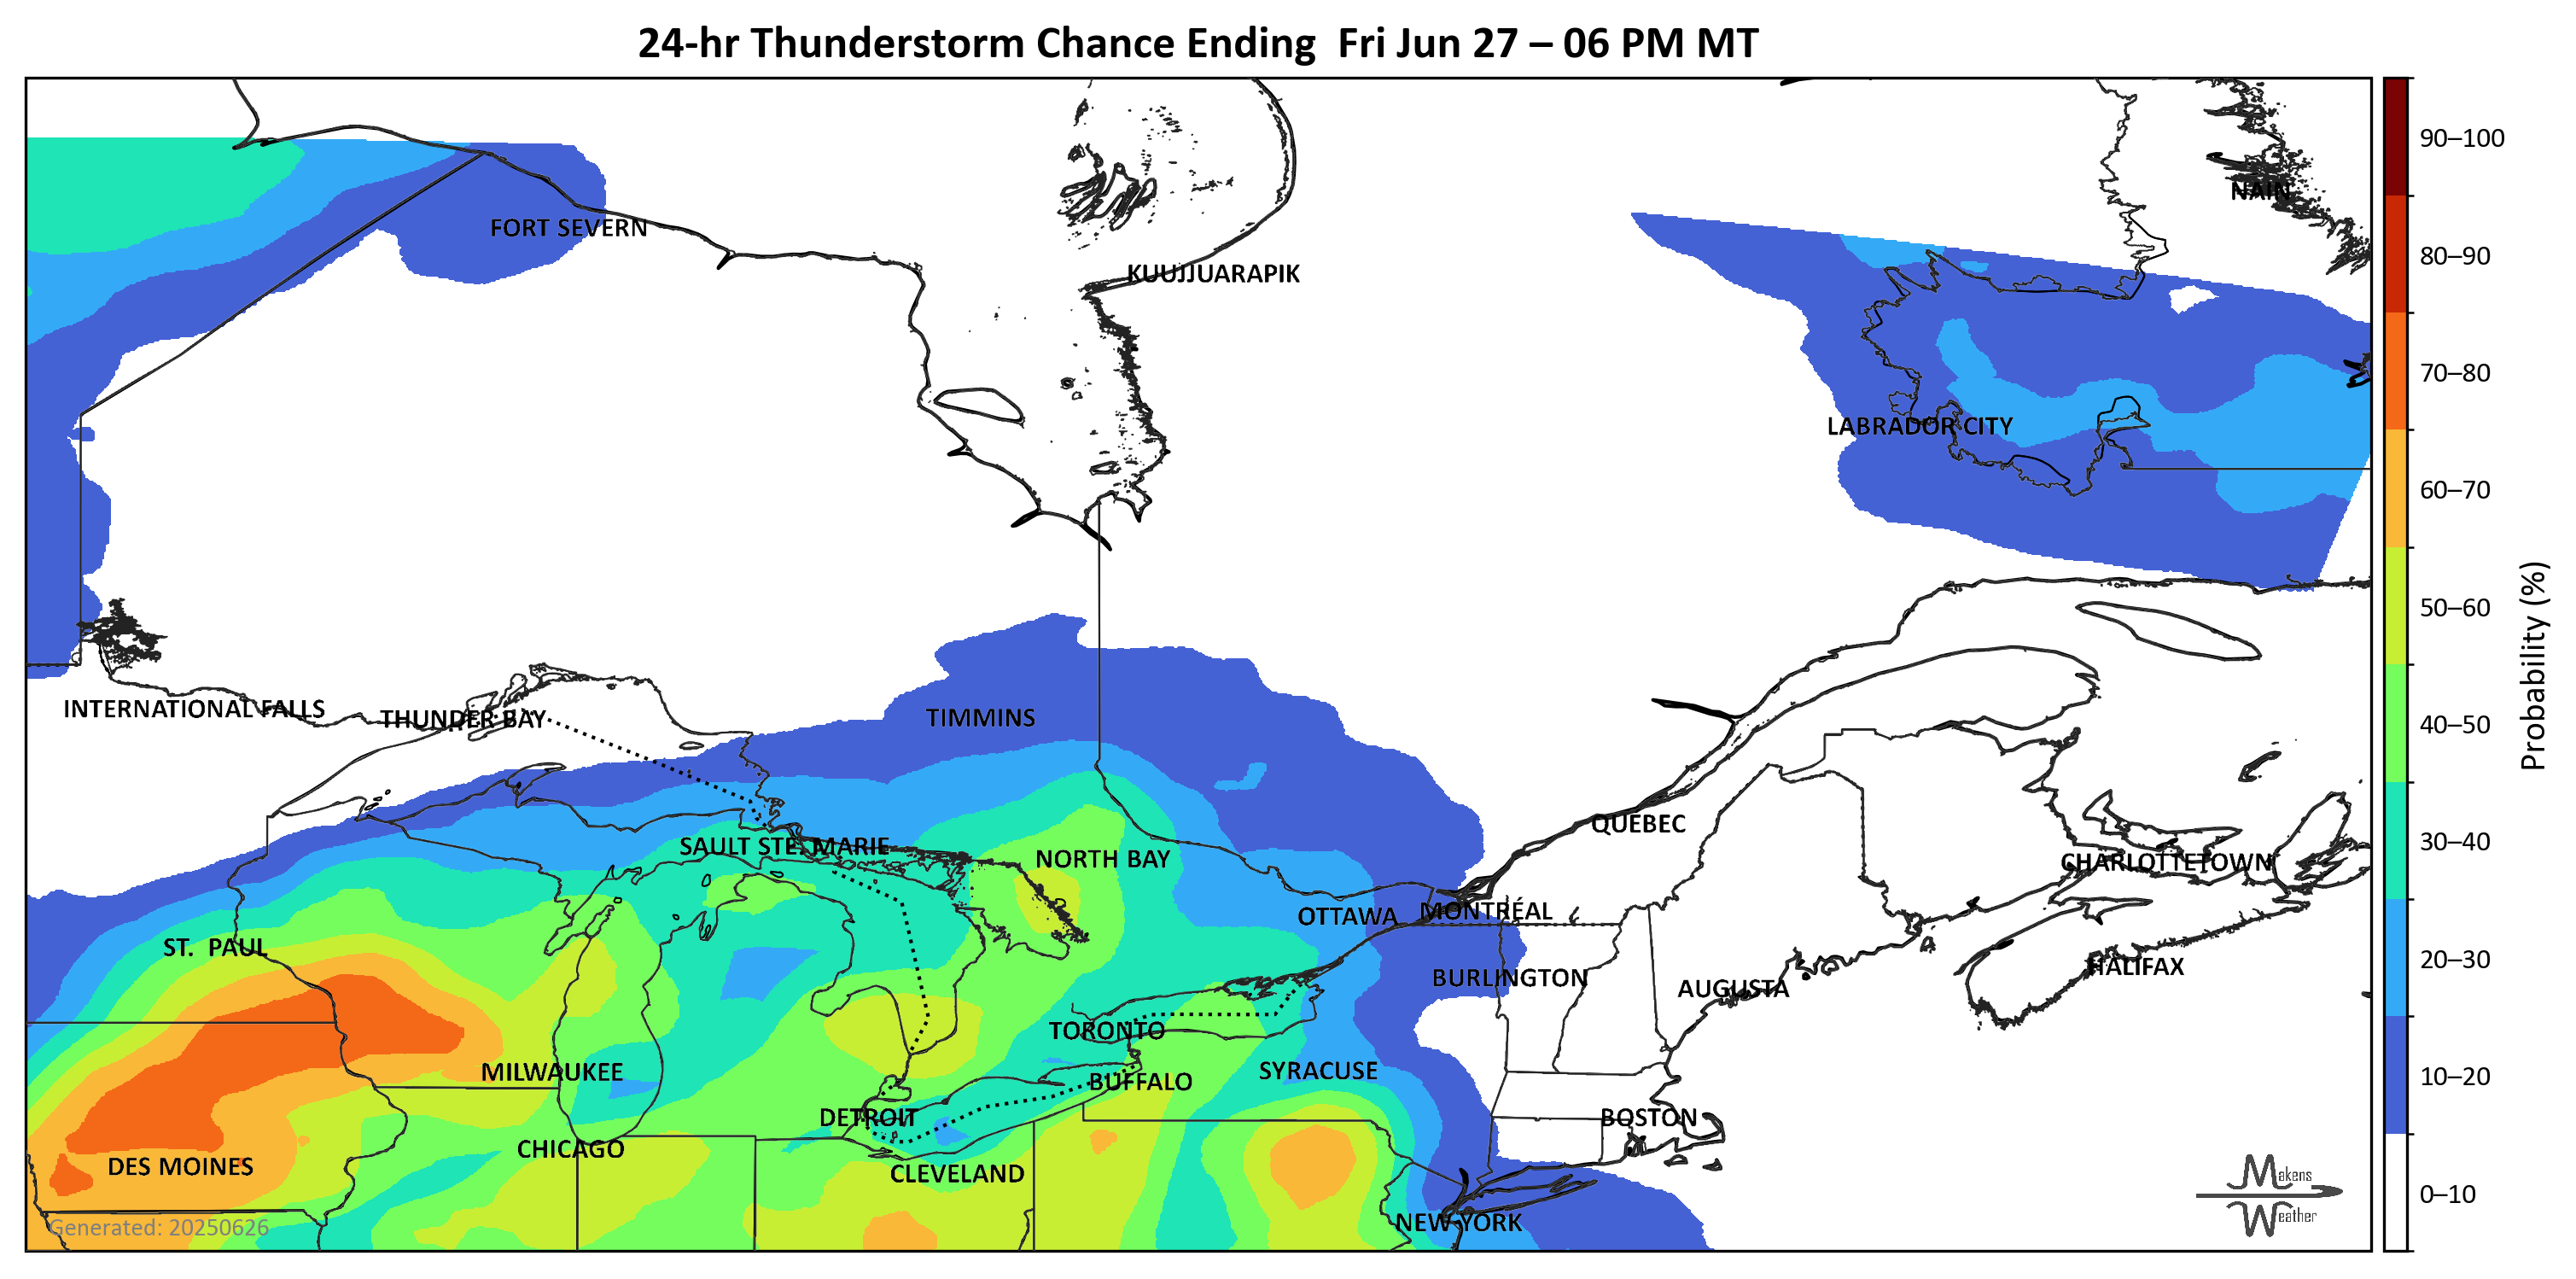 24-hr Thunderstorm Chance Ending  Fri Jun 27 – 06 PM MT
90–100
NAIN
FORT SEVERN
80–90
KUUJJUARAPIK
70–80
LABRADOR CITY
60–70
50–60
Probability (%)
INTERNATIONAL FALLS
THUNDER BAY
TIMMINS
40–50
QUEBEC
30–40
SAULT STE. MARIE
NORTH BAY
CHARLOTTETOWN
OTTAWA
MONTRÉAL
ST.  PAUL
20–30
HALIFAX
BURLINGTON
AUGUSTA
TORONTO
MILWAUKEE
SYRACUSE
10–20
BUFFALO
DETROIT
BOSTON
CHICAGO
DES MOINES
CLEVELAND
Makens
Weather
0–10
NEW YORK
Generated: 20250626